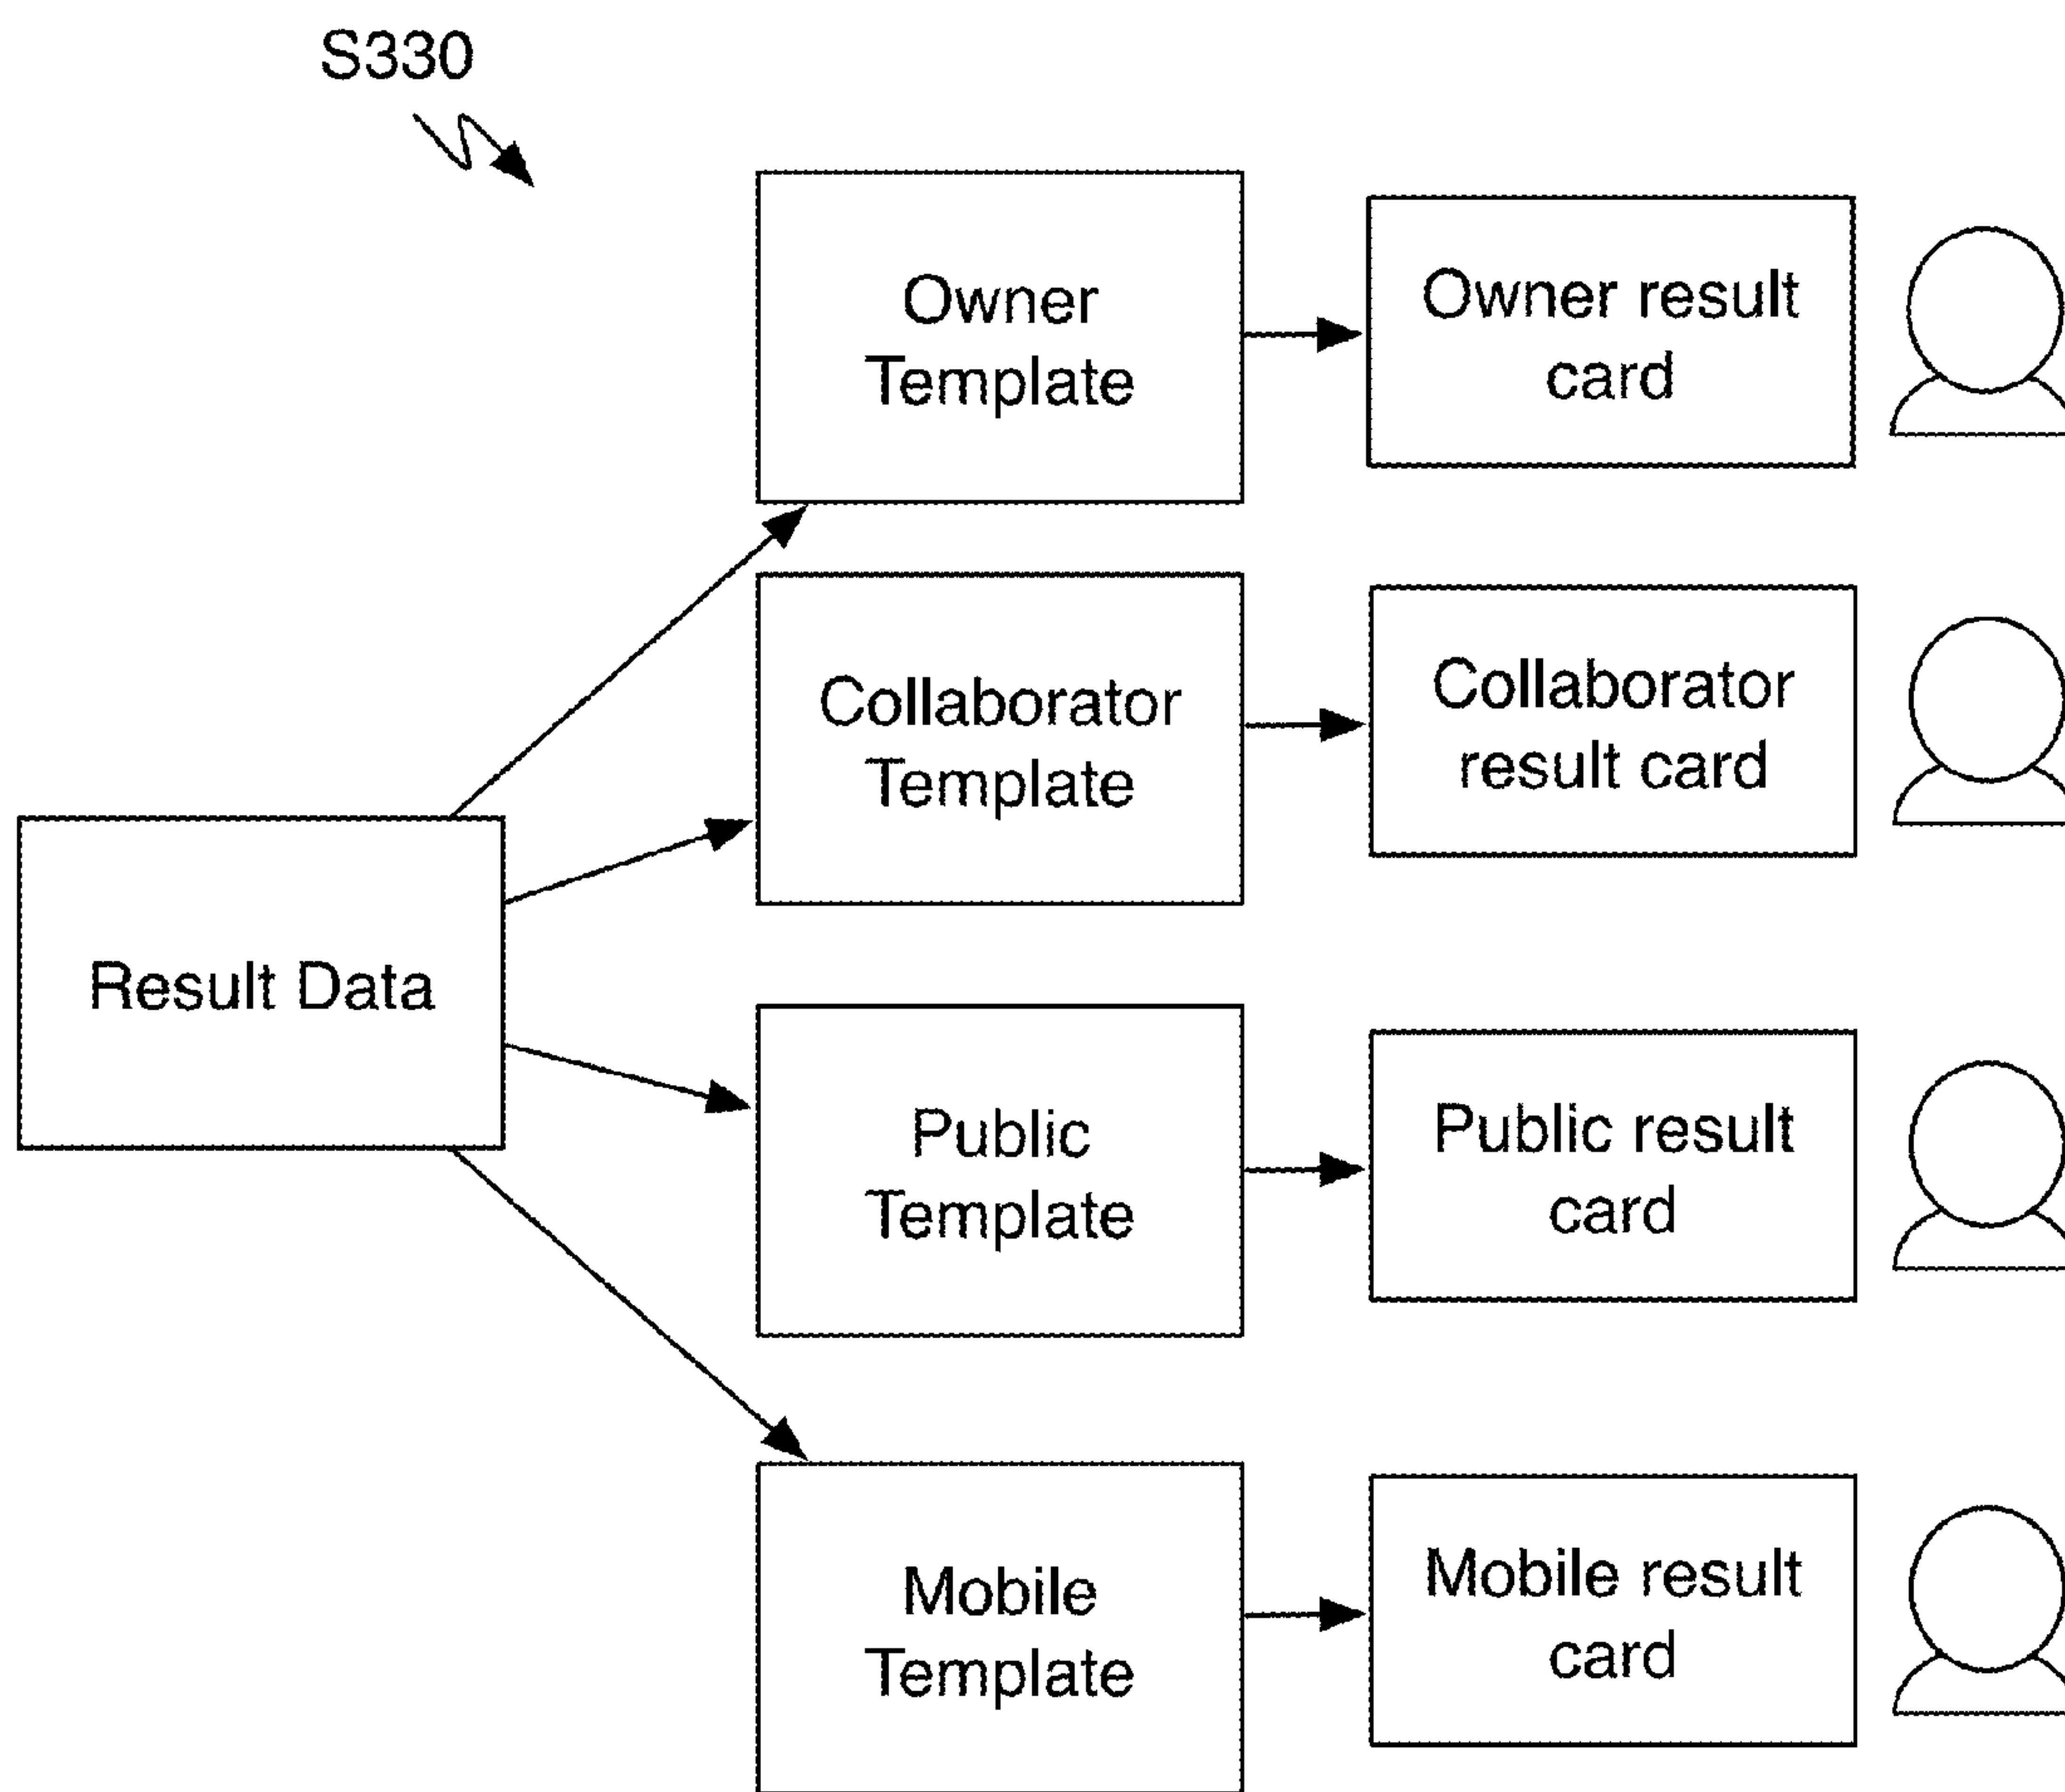 S330
Owner
Template
Owner result
card
Collaborator
Template
Collaborator
result card
Result Data
Public
Template
Public result
card
Mobile
Template
Mobile result
card